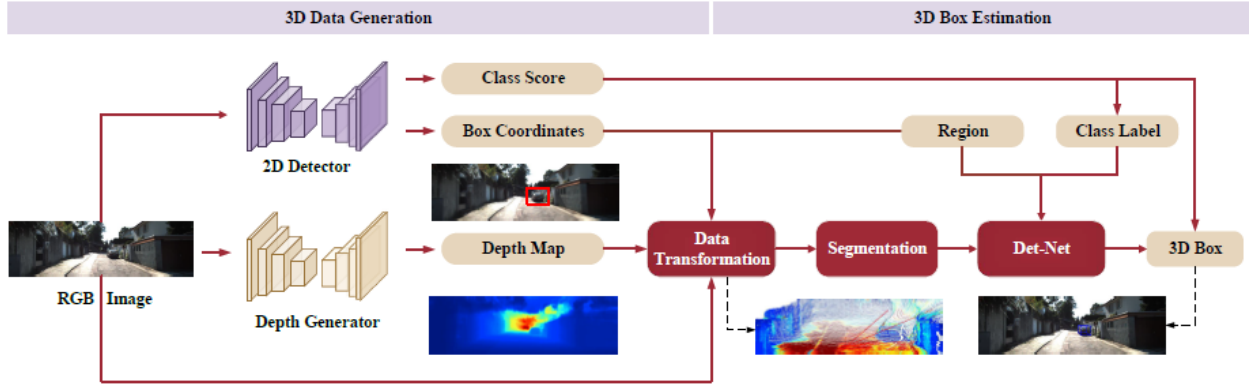 3D Data Generation
3D Box Estimation
Class Score
Box Coordinates
Region
Class Label
2D Detector
Depth Map
Data
Transformation
Segmentation
Det-Net
3D Box
RGB Image
Depth Generator